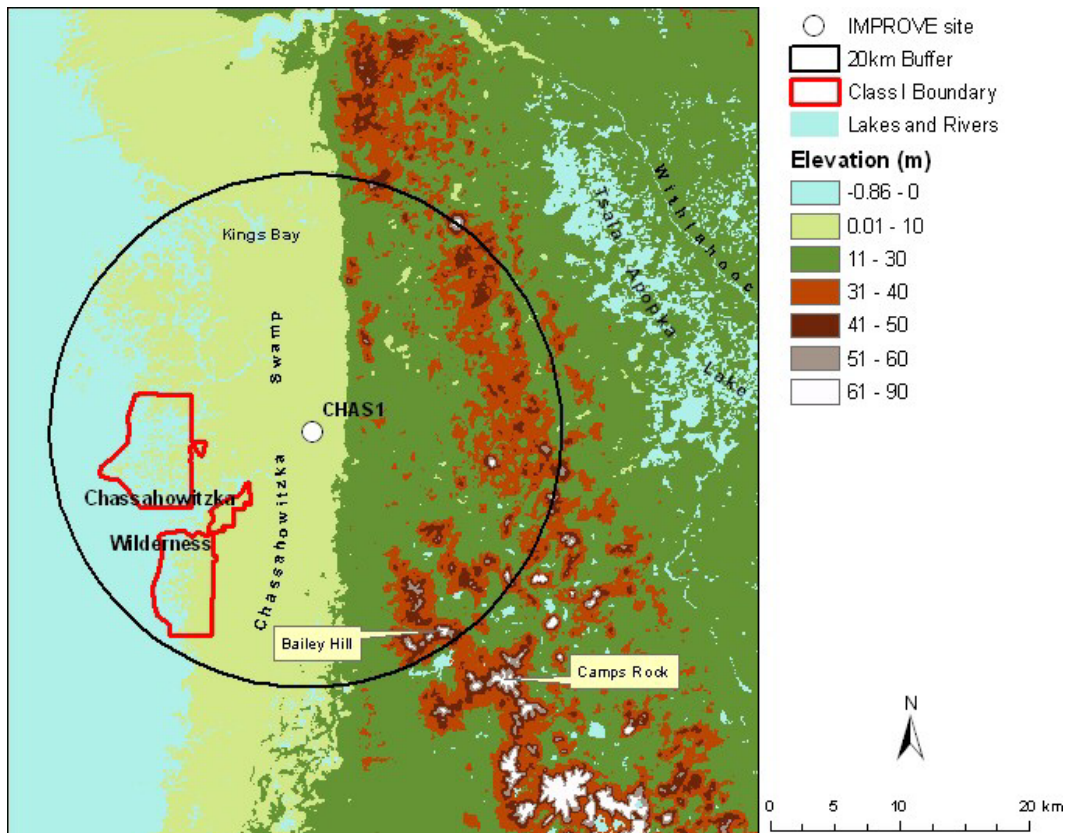 IMPROVE site
20km Buffer
Class I Boundary
Lakes and Rivers
Elevation (m)
-0.86 - 0
0.01 - 10
11 - 30
31 - 40
41 - 50
51 - 60
61 - 90
Withlahooc
Tsala Apopka Lake
Kings Bay
Chassahowitzka Swamp
CHAS1
Chassahowitzka
Wilderness
Bailey Hill
Camps Rock
N
0 5 10 20 km